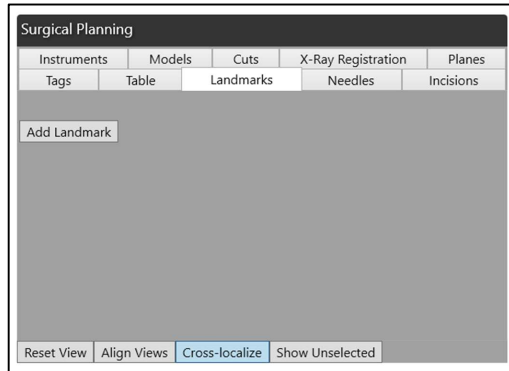 Surgical Planning
Instruments Models Cuts X-Ray Registration Planes
Tags Table Landmarks Needles Incisions
Add Landmark
Reset View Align Views Cross-localize Show Unselected